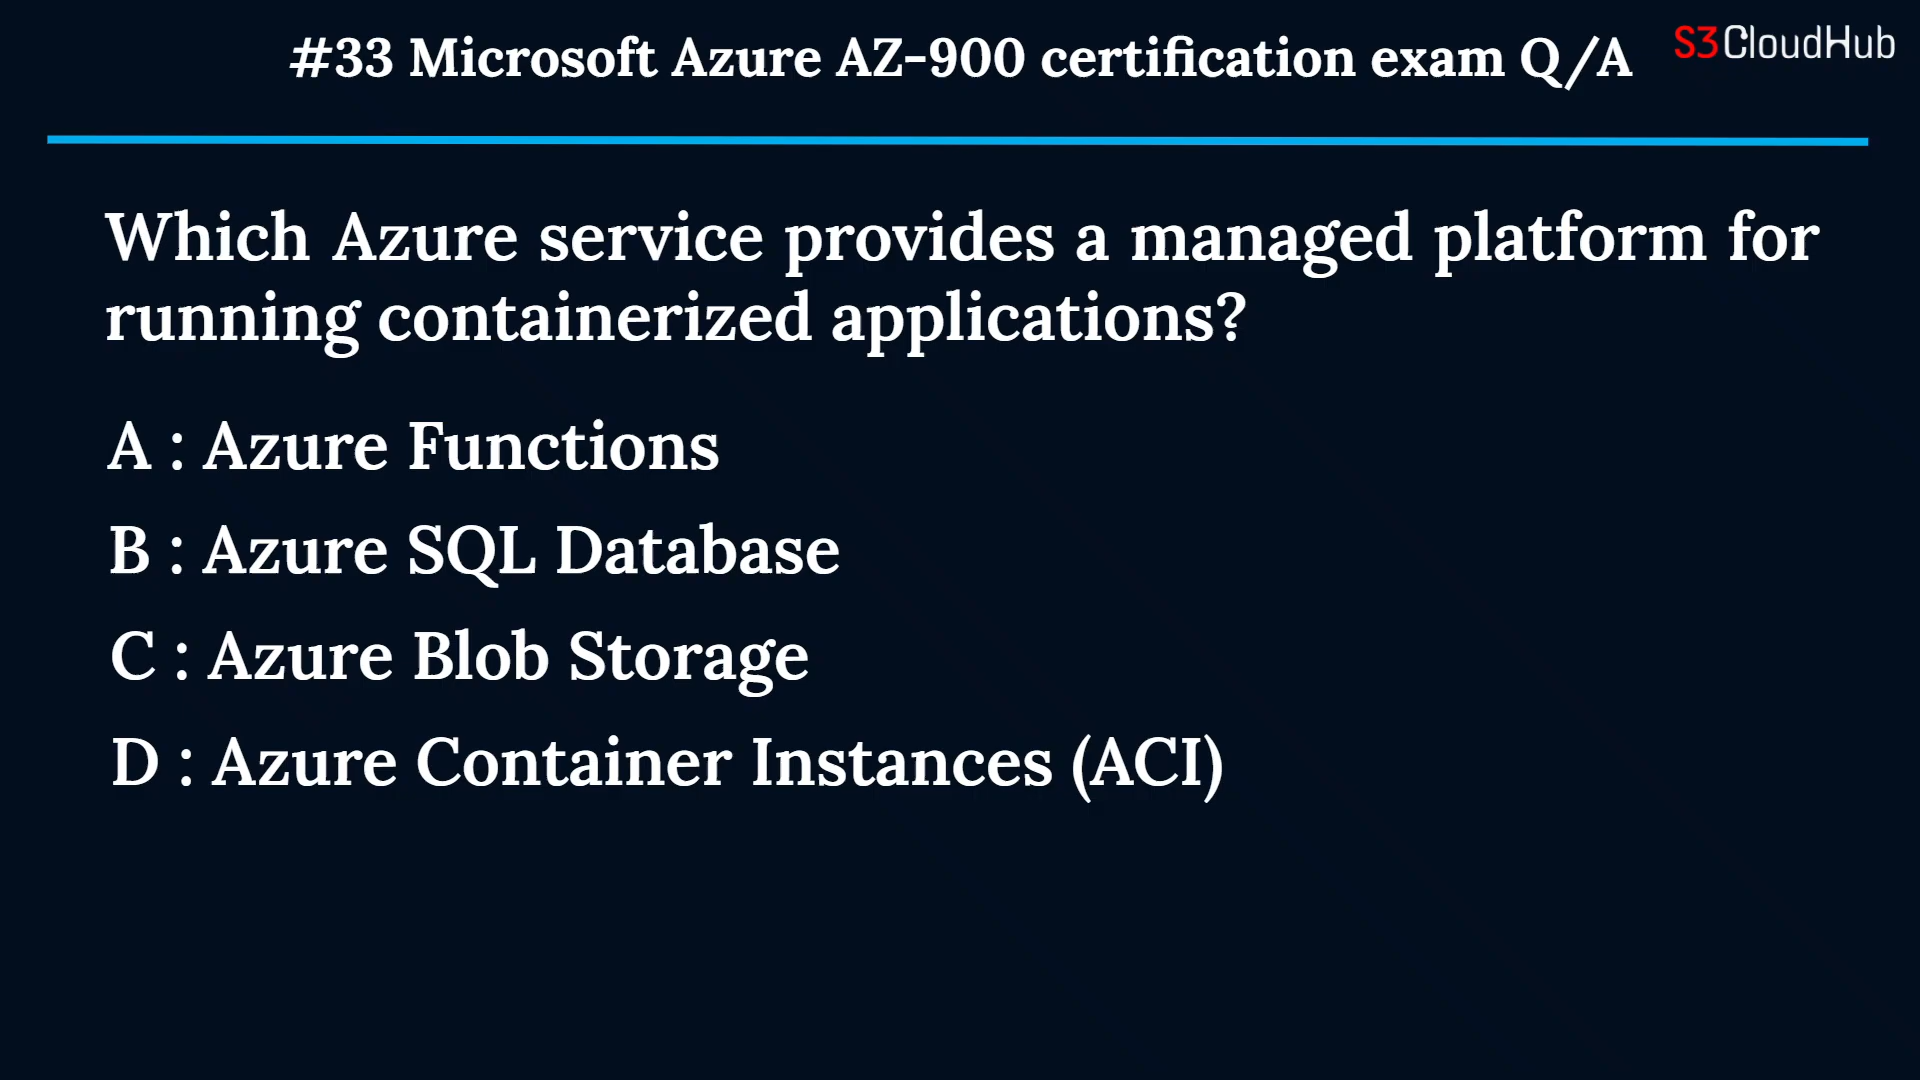 #33 Microsoft Azure AZ-900 certification exam Q/A
S3CloudHub
Which Azure service provides a managed platform for
running containerized applications?
A : Azure Functions
B : Azure SQL Database
C : Azure Blob Storage
D : Azure Container Instances (ACI)